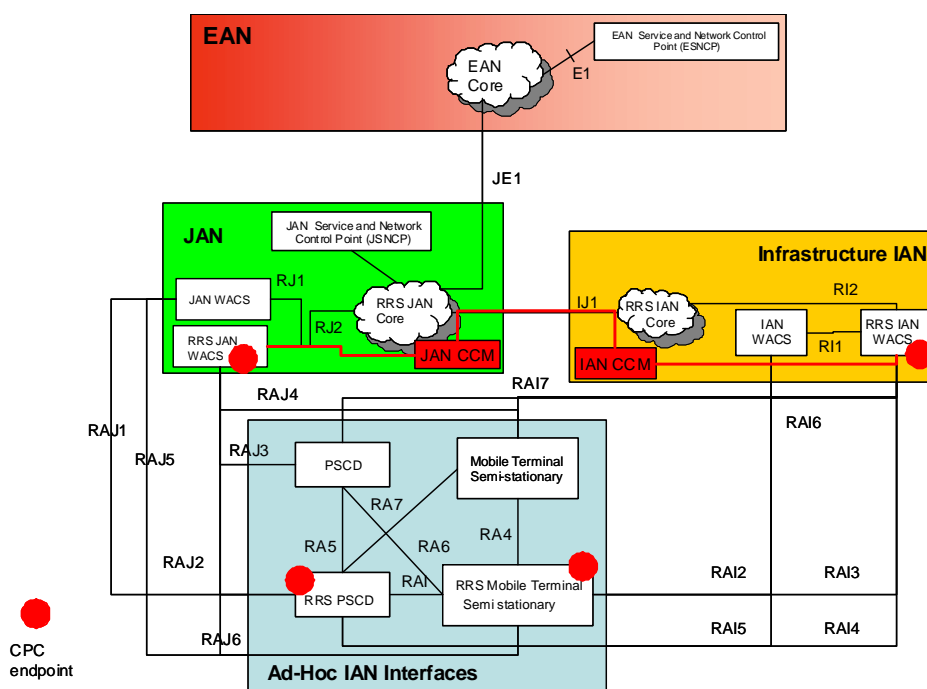 EAN
EAN Service and Network Control
Point (ESNCP)
EAN
Core
E1
JE1
JAN
JAN Service and Network
Control Point (JSNCP)
Infrastructure IAN
RJ1
JAN WACS
RJ2
RRS JAN
Core
IJ1
RRS IAN
Core
RI2
IAN
WACS
RI1
RRS IAN
WACS
RRS JAN
WACS
JAN CCM
IAN CCM
RAI7
RAJ4
RAJ1
RAJ5
RAJ3
RAI6
PSCD
Mobile Terminal
Semi-stationary
RA7
RA5
RA6
RA4
RAJ2
RAI
RRS PSCD
RRS Mobile Terminal
Semi stationary
RAI2
RAI3
RAJ6
RAI5
RAI4
CPC
endpoint
Ad-Hoc IAN Interfaces